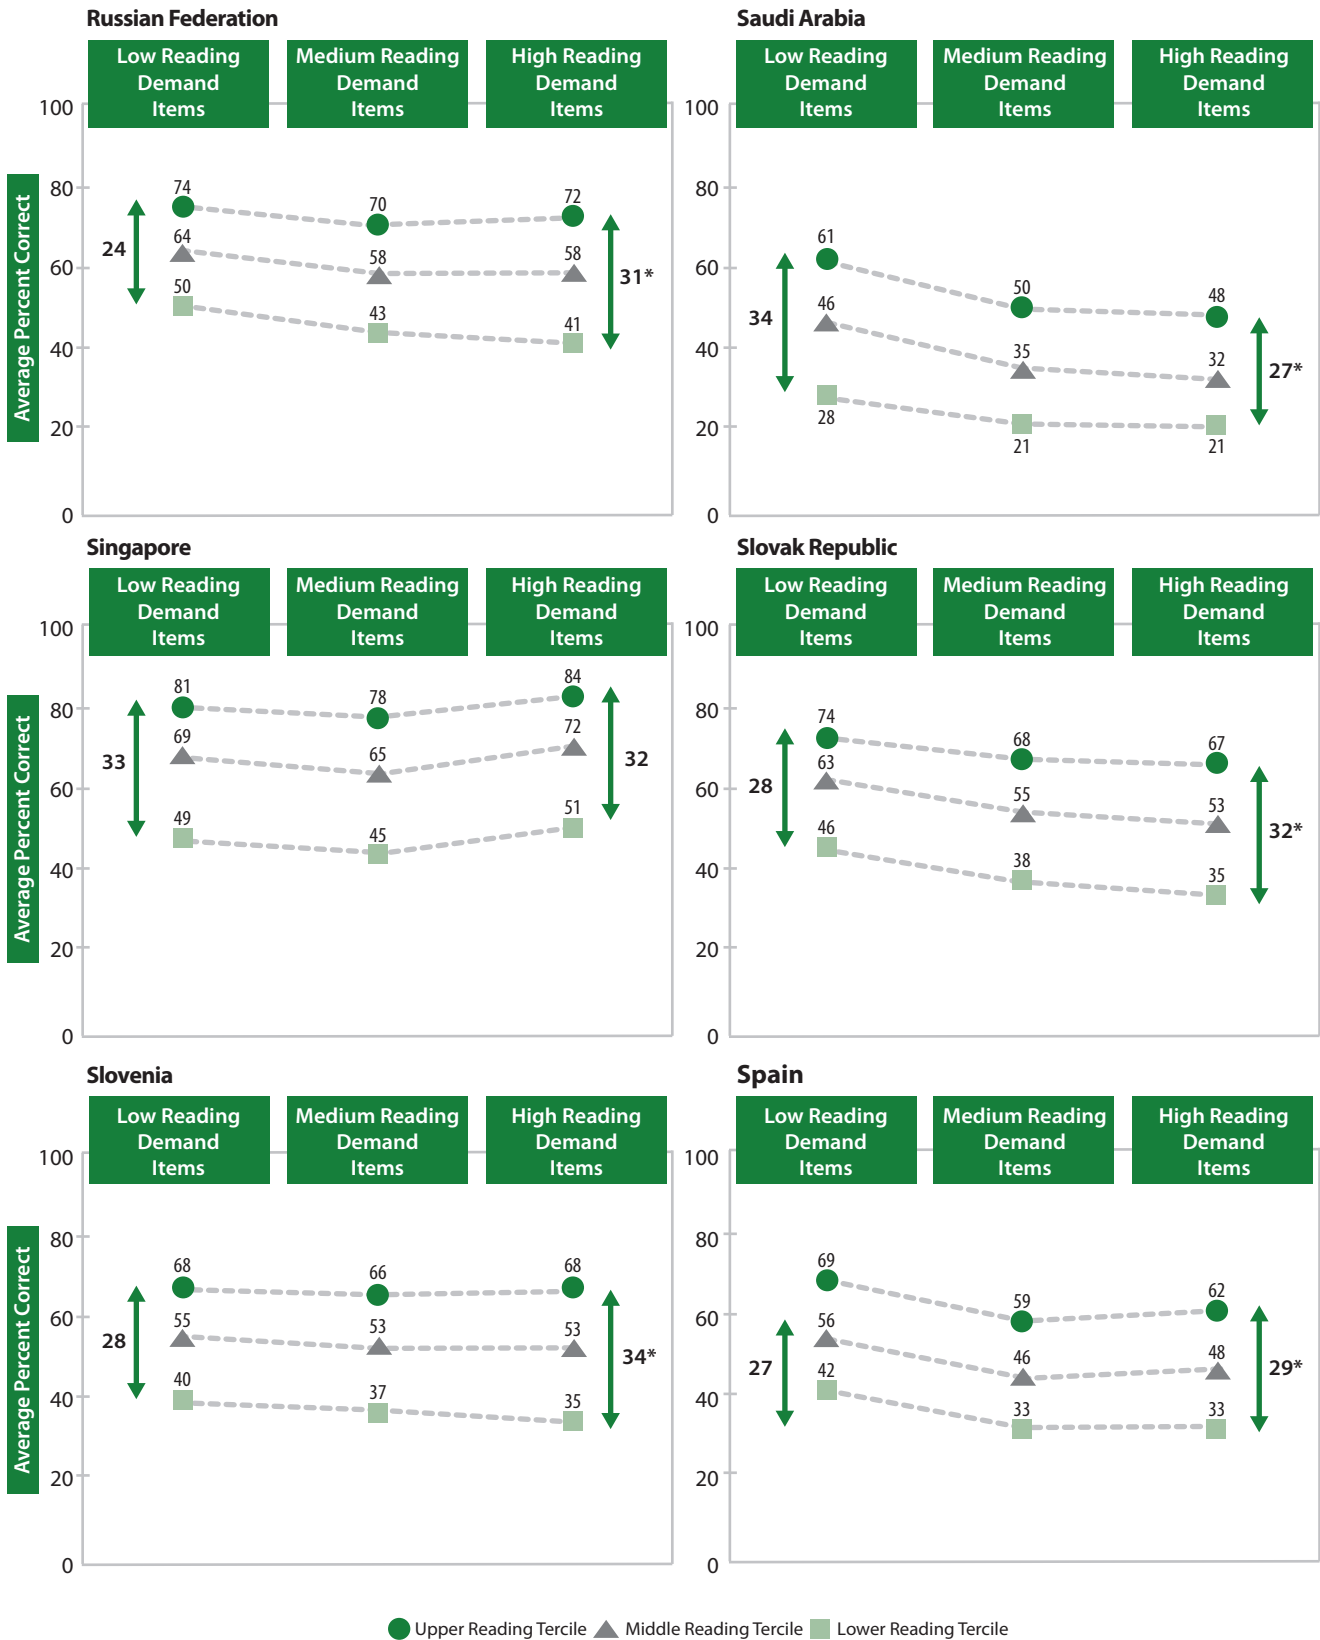 Russian Federation
Low Reading
Demand
Items
Medium Reading
Demand
Items
High Reading
Demand
Items
Average Percent Correct
100
80
60
40
20
0
74
70
72
64
58
58
50
43
41
24
31*
Saudi Arabia
Low Reading
Demand
Items
Medium Reading
Demand
Items
High Reading
Demand
Items
100
80
60
40
20
0
61
50
48
46
35
32
28
21
21
34
27*
Singapore
Low Reading
Demand
Items
Medium Reading
Demand
Items
High Reading
Demand
Items
Average Percent Correct
100
80
60
40
20
0
81
78
84
69
65
72
49
45
51
33
32
Slovak Republic
Low Reading
Demand
Items
Medium Reading
Demand
Items
High Reading
Demand
Items
100
80
60
40
20
0
74
68
67
63
55
53
46
38
35
28
32*
Slovenia
Low Reading
Demand
Items
Medium Reading
Demand
Items
High Reading
Demand
Items
Average Percent Correct
100
80
60
40
20
0
68
66
68
55
53
53
40
37
35
28
34*
Spain
Low Reading
Demand
Items
Medium Reading
Demand
Items
High Reading
Demand
Items
100
80
60
40
20
0
69
59
62
56
46
48
42
33
33
27
29*
Upper Reading Tercile
Middle Reading Tercile
Lower Reading Tercile